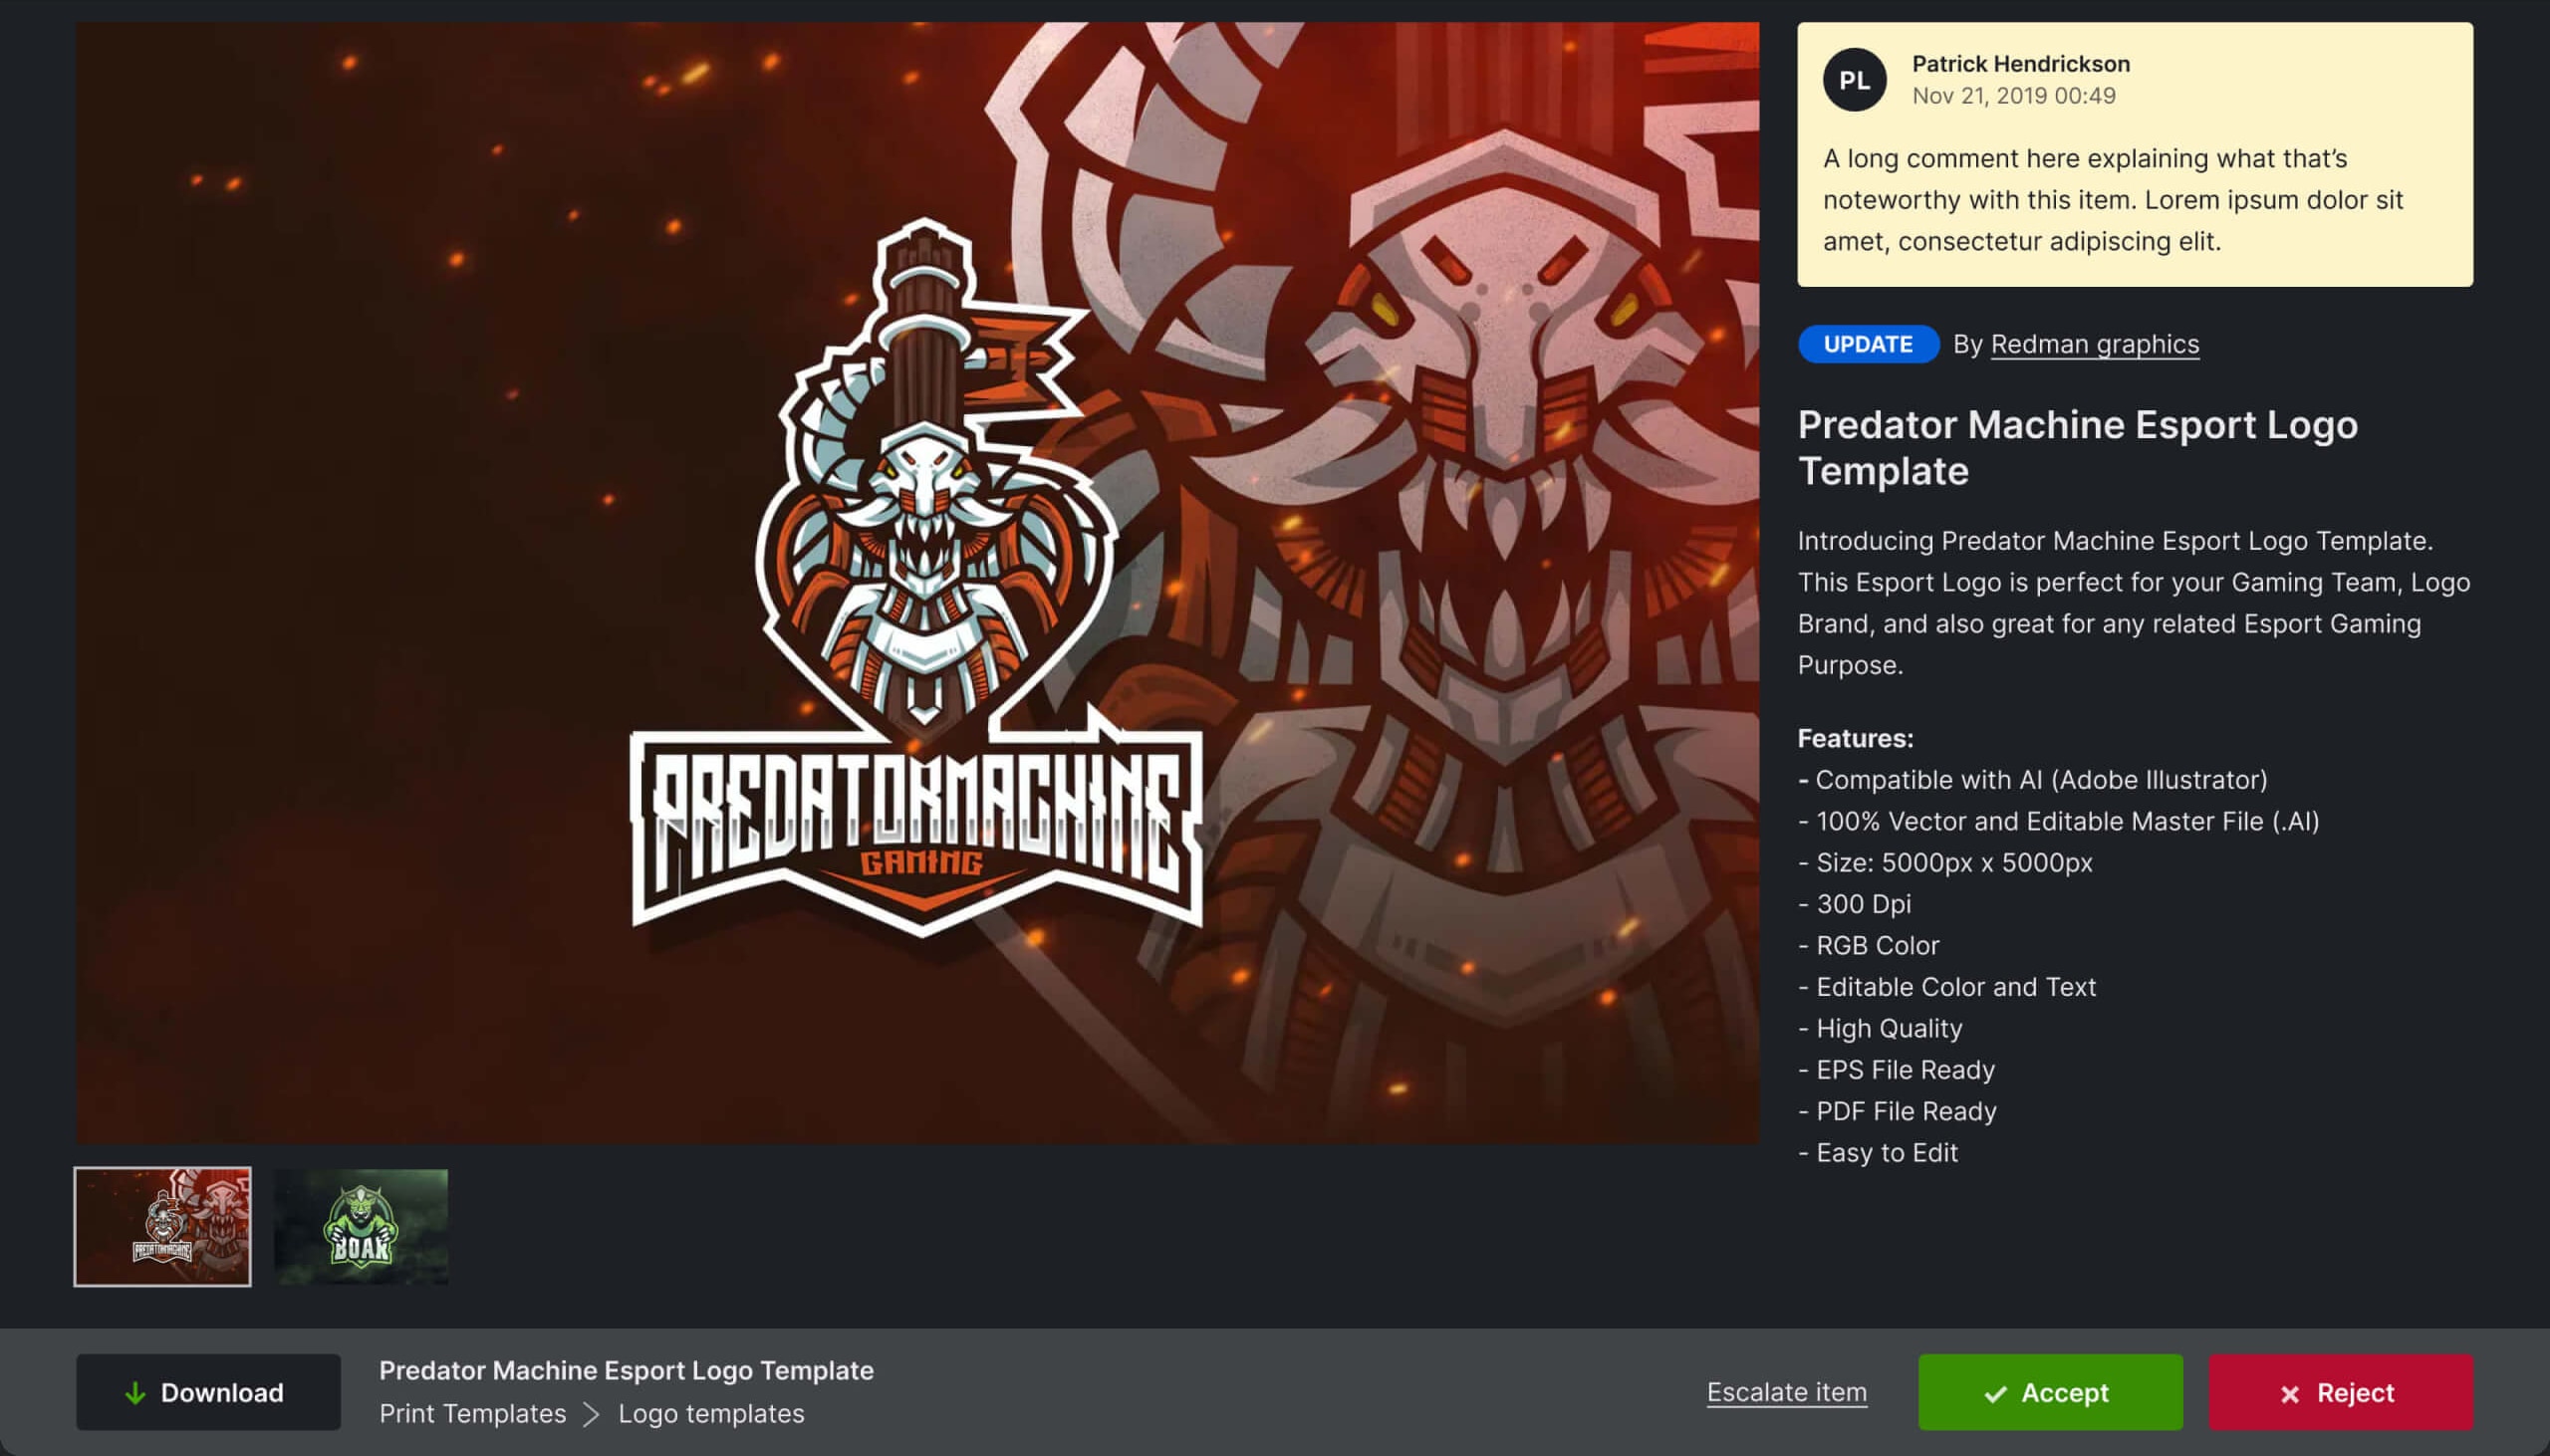 PREDATORMACHINE
GAMING
PL
Patrick Hendrickson
Nov 21, 2019 00:49
A long comment here explaining what that’s
noteworthy with this item. Lorem ipsum dolor sit
amet, consectetur adipiscing elit.
UPDATE By Redman graphics
Predator Machine Esport Logo
Template
Introducing Predator Machine Esport Logo Template.
This Esport Logo is perfect for your Gaming Team, Logo
Brand, and also great for any related Esport Gaming
Purpose.
Features:
- Compatible with AI (Adobe Illustrator)
- 100% Vector and Editable Master File (.AI)
- Size: 5000px x 5000px
- 300 Dpi
- RGB Color
- Editable Color and Text
- High Quality
- EPS File Ready
- PDF File Ready
- Easy to Edit
PREDATORMACHINE
BOAR
Download
Predator Machine Esport Logo Template
Print Templates > Logo templates
Escalate item
Accept
Reject